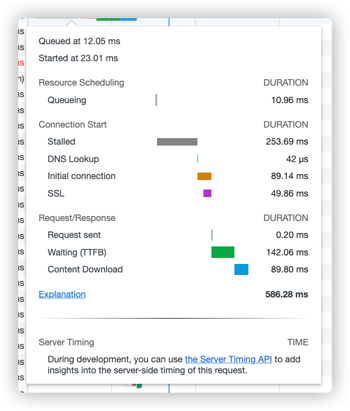 Queued at 12.05 ms
Started at 23.01 ms
Resource Scheduling DURATION
Queueing 10.96 ms
Connection Start DURATION
Stalled 253.69 ms
DNS Lookup 42 μs
Initial connection 89.14 ms
SSL 49.86 ms
Request/Response DURATION
Request sent 0.20 ms
Waiting (TTFB) 142.06 ms
Content Download 89.80 ms
Explanation 586.28 ms
Server Timing TIME
During development, you can use the Server Timing API to add
insights into the server-side timing of this request.